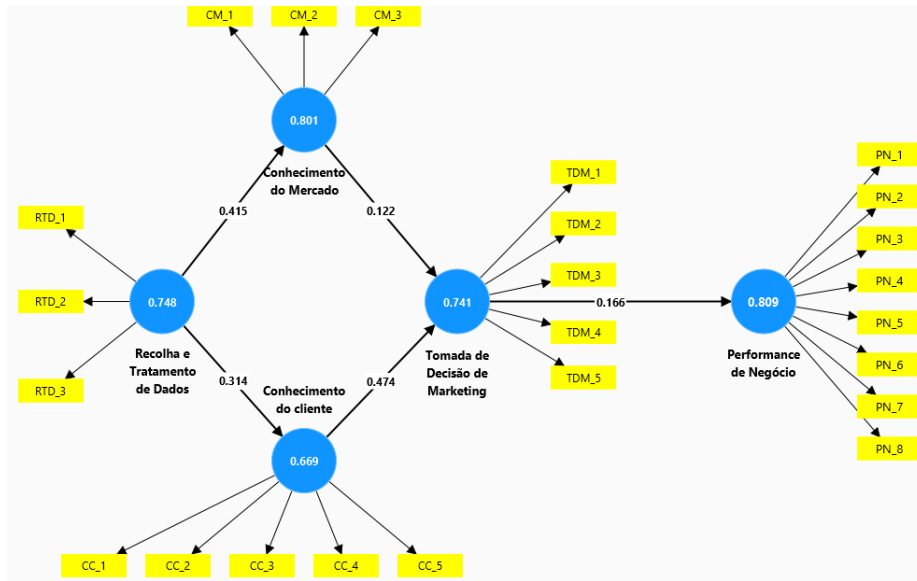 CM_1
CM_2
CM_3
0.801
Conhecimento
do Mercado
0.415
0.122
RTD_1
RTD_2
RTD_3
0.748
Recolha e
Tratamento
de Dados
0.314
0.474
Conhecimento
do cliente
0.669
CC_1
CC_2
CC_3
CC_4
CC_5
0.741
Tomada de
Decisão de
Marketing
TDM_1
TDM_2
TDM_3
TDM_4
TDM_5
0.166
0.809
Performance
de Negócio
PN_1
PN_2
PN_3
PN_4
PN_5
PN_6
PN_7
PN_8